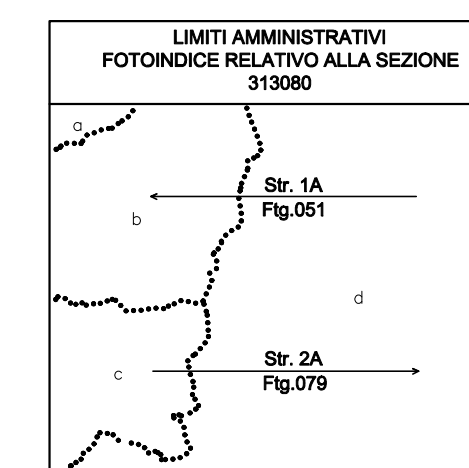 LIMITI AMMINISTRATIVI
FOTOINDICE RELATIVO ALLA SEZIONE
313080
a
Str. 1A
Ftg.051
b
d
Str. 2A
c
Ftg.079